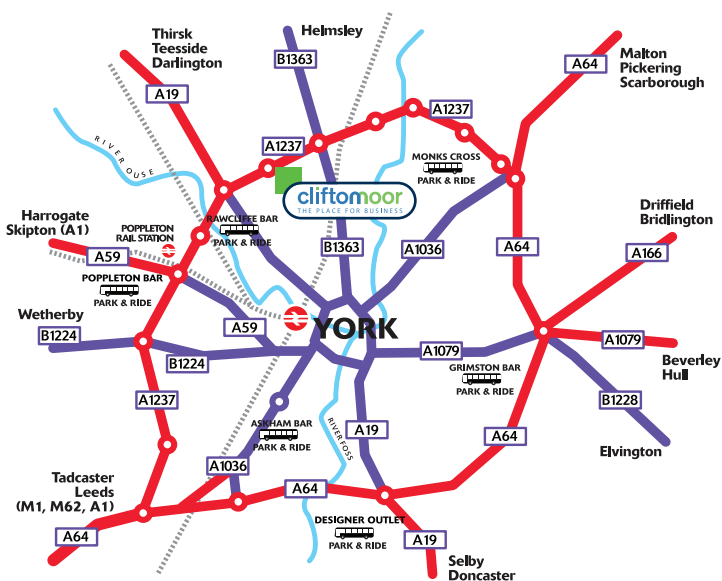 Helmsley
B1363
Thirsk
Teesside
Darlington
A19
A64
Malton
Pickering
Scarborough
A1237
A1237
RIVER OUSE
MONKS CROSS
PARK & RIDE
cliftonmoor
THE PLACE FOR BUSINESS
Harrogate
Skipton (A1)
POPPLETON
RAIL STATION
RAWCLIFFE BAR
PARK & RIDE
B1363
A1036
A64
Driffield
Bridlington
A166
A59
POPPLETON BAR
PARK & RIDE
Wetherby
B1224
A59
YORK
B1224
A1079
A1079
GRIMSTON BAR
PARK & RIDE
Beverley
Hull
A1237
B1228
ASKHAM BAR
PARK & RIDE
RIVER FOSS
A19
A64
Elvington
A1036
Tadcaster
Leeds
(M1, M62, A1)
A64
A64
DESIGNER OUTLET
PARK & RIDE
A19
Selby
Doncaster